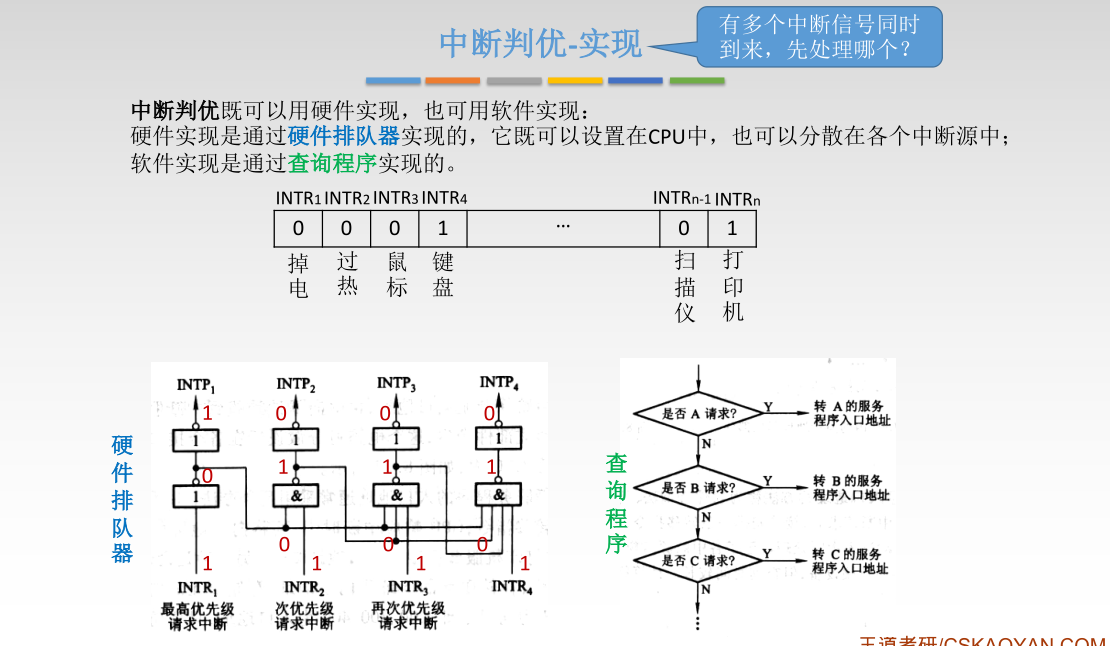 中断判优-实现
有多个中断信号同时
到来，先处理哪个？
中断判优既可以用硬件实现，也可用软件实现：
硬件实现是通过硬件排队器实现的，它既可以设置在CPU中，也可以分散在各个中断源中；
软件实现是通过查询程序实现的。
INTR1 INTR2 INTR3 INTR4 INTRn-1 INTRn
0 0 0 1 … 0 1
掉电 过热 鼠标 键盘 扫描仪 打印机
硬件排队器
INTP1 INTP2 INTP3 INTP4
1 0 0 0
1 1 1 1
0 1 1 1
1 & & &
0 0 0
1 1 1 1
INTR1 INTR2 INTR3 INTR4
最高优先级 次优先级 再次优先级
请求中断 请求中断 请求中断
查询程序
是否 A 请求？ Y 转 A 的服务
程序入口地址
N
是否 B 请求？ Y 转 B 的服务
程序入口地址
N
是否 C 请求？ Y 转 C 的服务
程序入口地址
N
王道考研/CSKAOYAN.COM